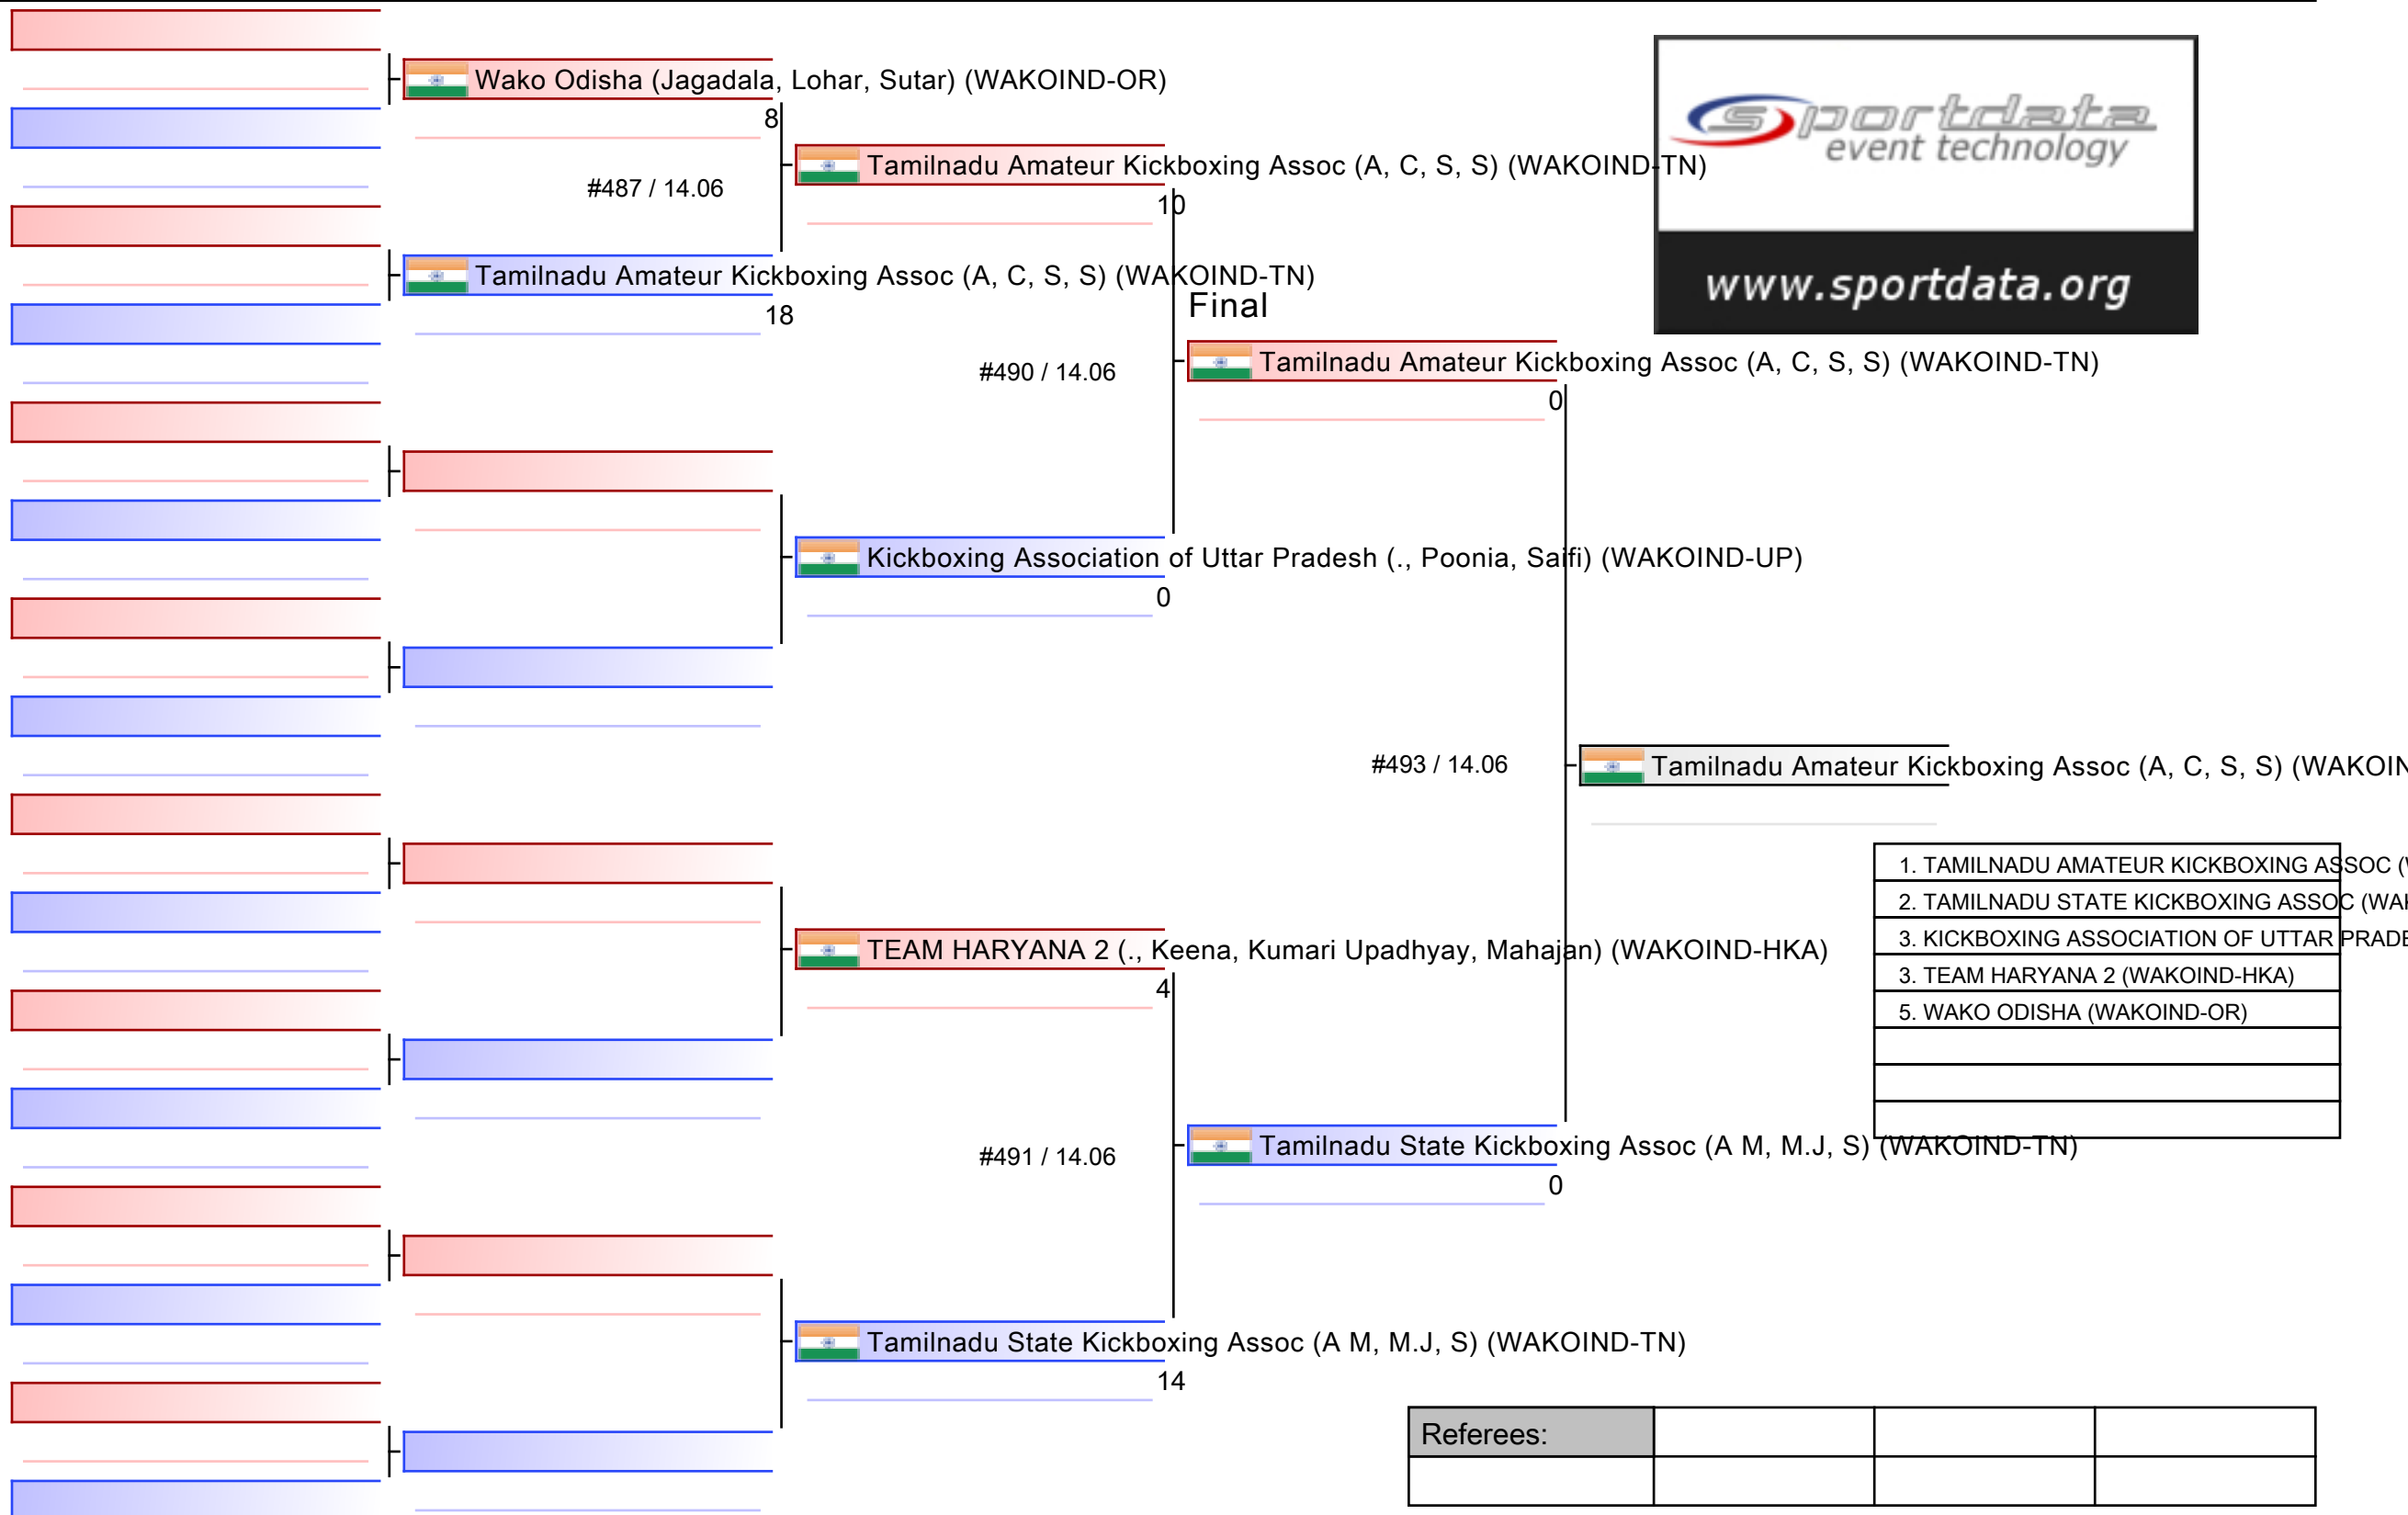 Wako Odisha (Jagadala, Lohar, Sutar) (WAKOIND-OR)
8
sportdata
event technology
www.sportdata.org
Tamilnadu Amateur Kickboxing Assoc (A, C, S, S) (WAKOIND-TN)
10
#487 / 14.06
Tamilnadu Amateur Kickboxing Assoc (A, C, S, S) (WAKOIND-TN)
18
Final
Tamilnadu Amateur Kickboxing Assoc (A, C, S, S) (WAKOIND-TN)
0
#490 / 14.06
Kickboxing Association of Uttar Pradesh (., Poonia, Saifi) (WAKOIND-UP)
0
#493 / 14.06
Tamilnadu Amateur Kickboxing Assoc (A, C, S, S) (WAKOIN
1. TAMILNADU AMATEUR KICKBOXING ASSOC (W
2. TAMILNADU STATE KICKBOXING ASSOC (WAK
3. KICKBOXING ASSOCIATION OF UTTAR PRADE
3. TEAM HARYANA 2 (WAKOIND-HKA)
5. WAKO ODISHA (WAKOIND-OR)
TEAM HARYANA 2 (., Keena, Kumari Upadhyay, Mahajan) (WAKOIND-HKA)
4
#491 / 14.06
Tamilnadu State Kickboxing Assoc (A M, M.J, S) (WAKOIND-TN)
0
Tamilnadu State Kickboxing Assoc (A M, M.J, S) (WAKOIND-TN)
14
Referees: